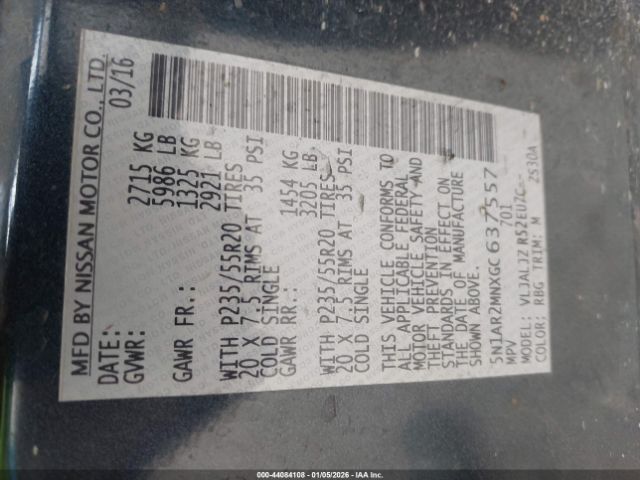 MFD BY NISSAN MOTOR CO., LTD.
DATE: 03/16
GVWR: 2715 KG
5986 LB
GAWR FR.: 1325 KG
2921 LB
WITH P235/55R20 TIRES
20 X 7.5 RIMS AT 35 PSI
COLD SINGLE
GAWR RR.: 1454 KG
3205 LB
WITH P235/55R20 TIRES
20 X 7.5 RIMS AT 35 PSI
COLD SINGLE
THIS VEHICLE CONFORMS TO
ALL APPLICABLE FEDERAL
MOTOR VEHICLE SAFETY AND
THEFT PREVENTION
STANDARDS IN EFFECT ON
THE DATE OF MANUFACTURE
SHOWN ABOVE.
5N1AR2MNXGC637557
MPV 701
MODEL: VLJALJZ R52EUZC-
COLOR: RBG TRIM: M 2S30A
000-44084108 - 01/05/2026 - IAAHC.com